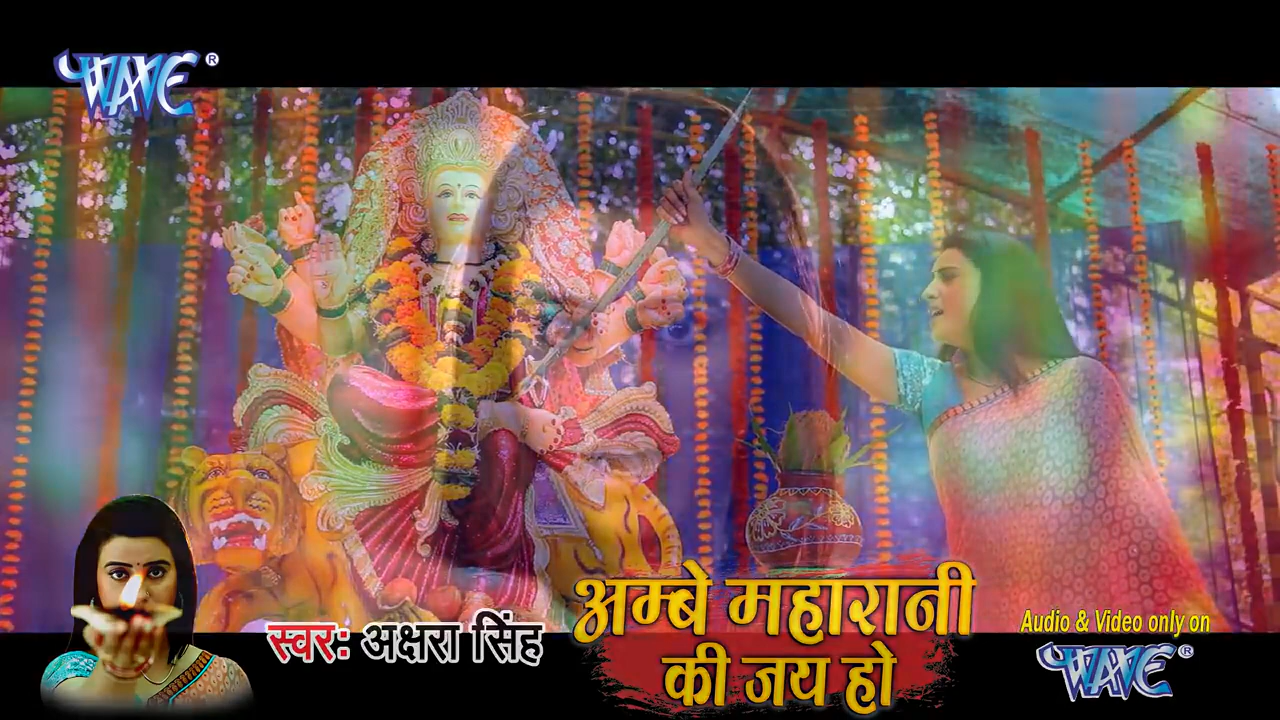 WAVE®
स्वरः अक्षरा सिंह
अम्बे महारानी
की जय हो
Audio & Video only on
WAVE®